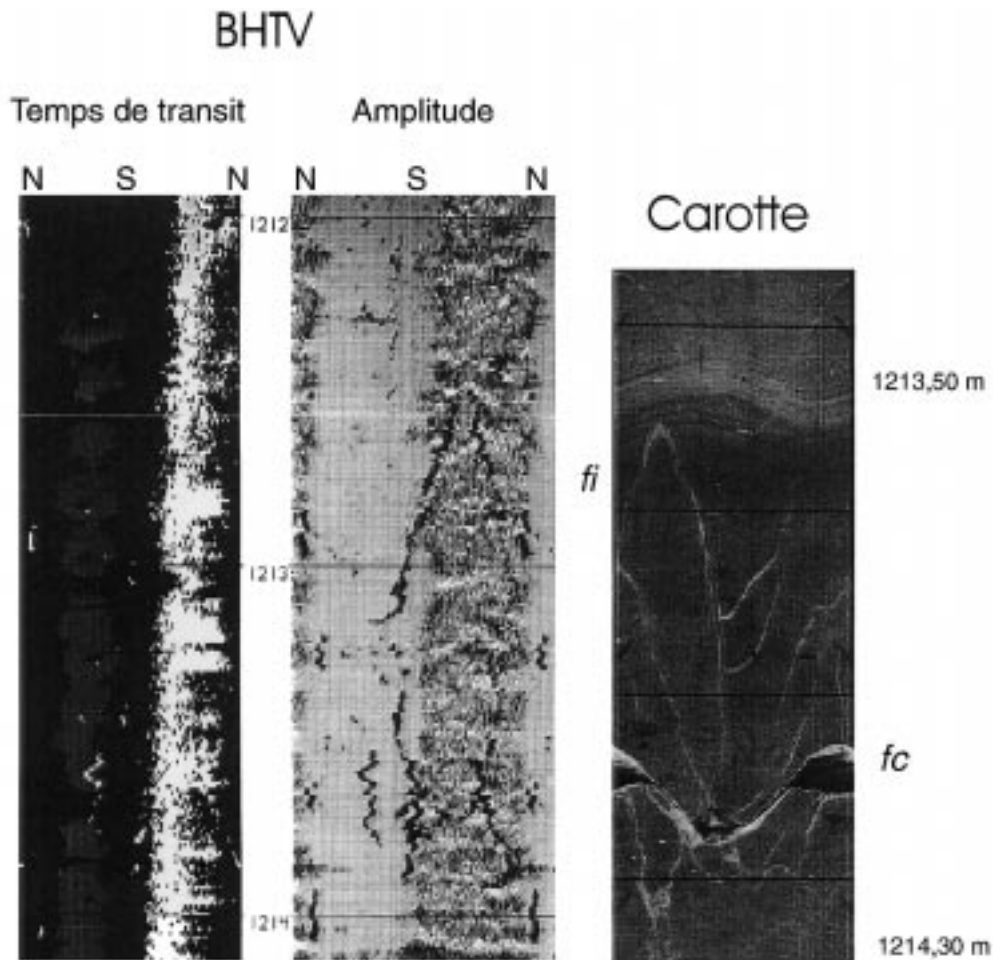 BHTV
Temps de transit
Amplitude
N S N
N S N
Carotte
1212
1213,50 m
fi
1213
fc
1214
1214,30 m